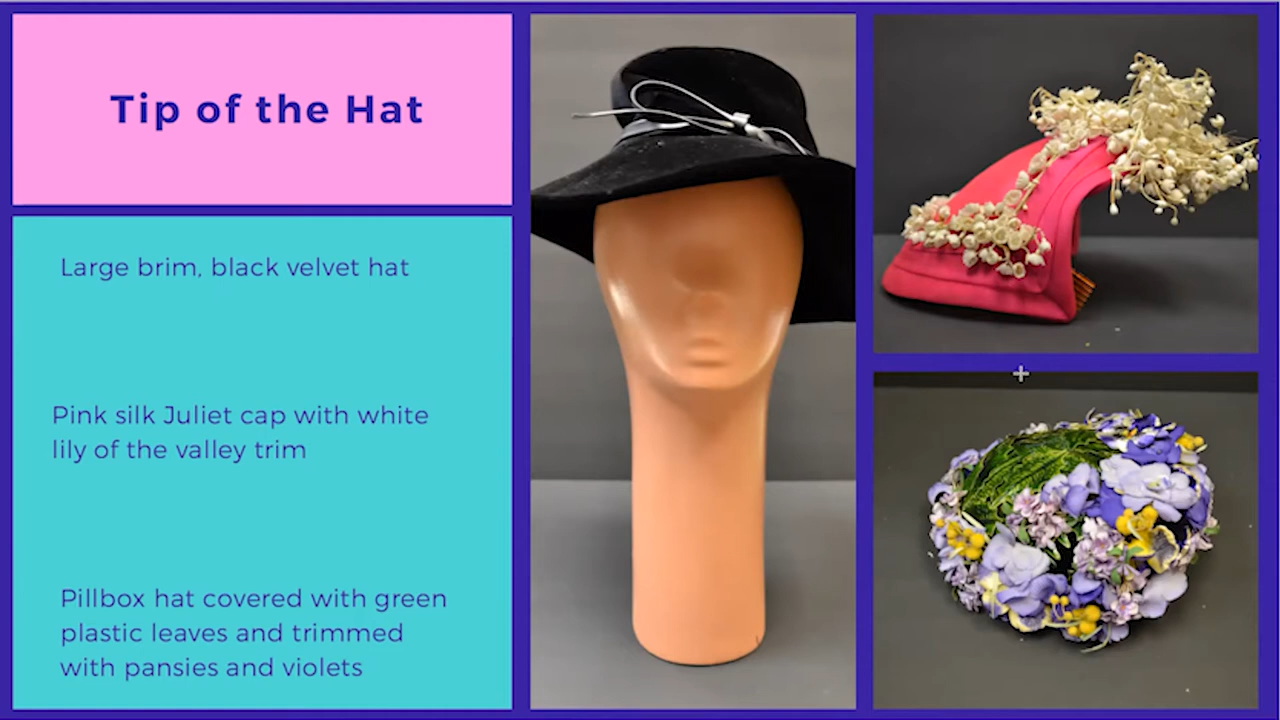 Tip of the Hat
Large brim, black velvet hat
Pink silk Juliet cap with white
lily of the valley trim
Pillbox hat covered with green
plastic leaves and trimmed
with pansies and violets